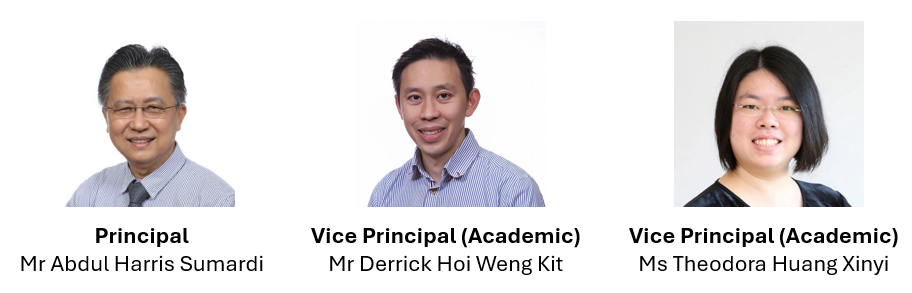 Principal
Mr Abdul Harris Sumardi
Vice Principal (Academic)
Mr Derrick Hoi Weng Kit
Vice Principal (Academic)
Ms Theodora Huang Xinyi